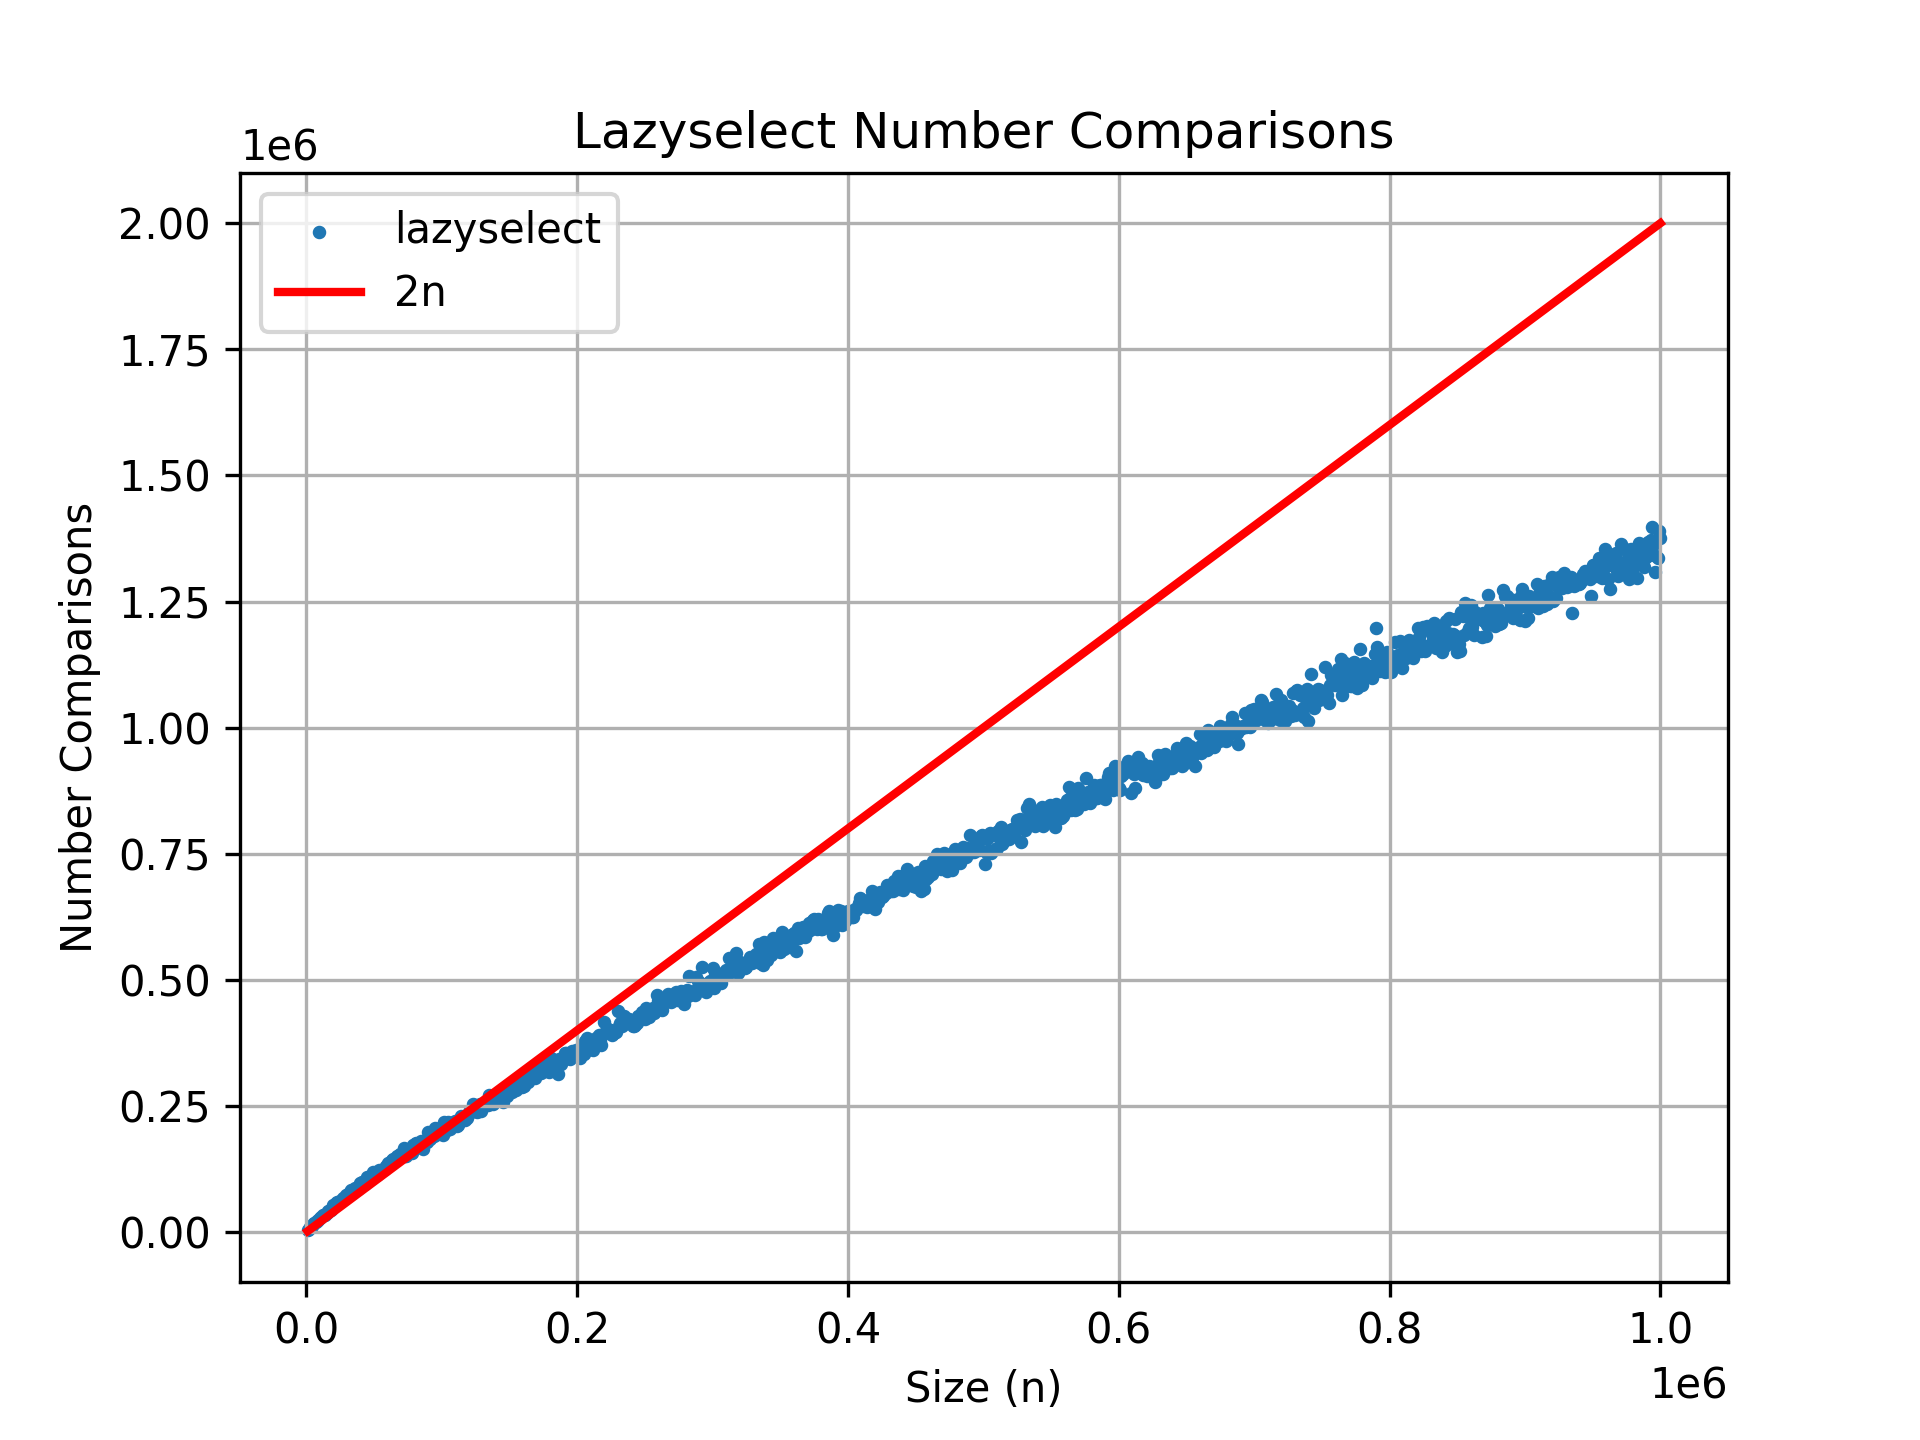 Lazyselect Number Comparisons
1e6
lazyselect
2n
2.00
1.75
1.50
1.25
1.00
0.75
0.50
0.25
0.00
Number Comparisons
0.0 0.2 0.4 0.6 0.8 1.0
Size (n)
1e6